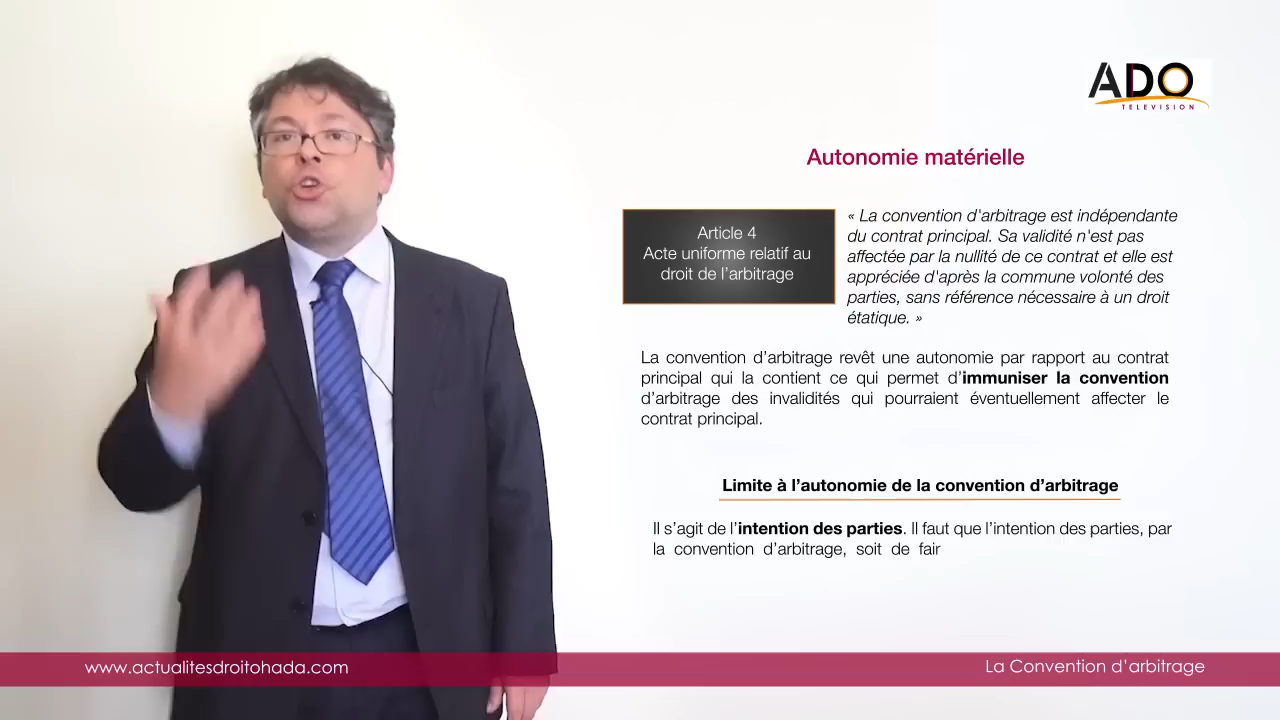 ADO
TELEVISION
Autonomie matérielle
Article 4
Acte uniforme relatif au
droit de l’arbitrage
« La convention d'arbitrage est indépendante
du contrat principal. Sa validité n'est pas
affectée par la nullité de ce contrat et elle est
appréciée d'après la commune volonté des
parties, sans référence nécessaire à un droit
étatique. »
La convention d’arbitrage revêt une autonomie par rapport au contrat
principal qui la contient ce qui permet d’immuniser la convention
d’arbitrage des invalidités qui pourraient éventuellement affecter le
contrat principal.
Limite à l’autonomie de la convention d’arbitrage
Il s’agit de l’intention des parties. Il faut que l’intention des parties, par
la convention d’arbitrage, soit de fair
www.actualitesdroitohada.com
La Convention d’arbitrage